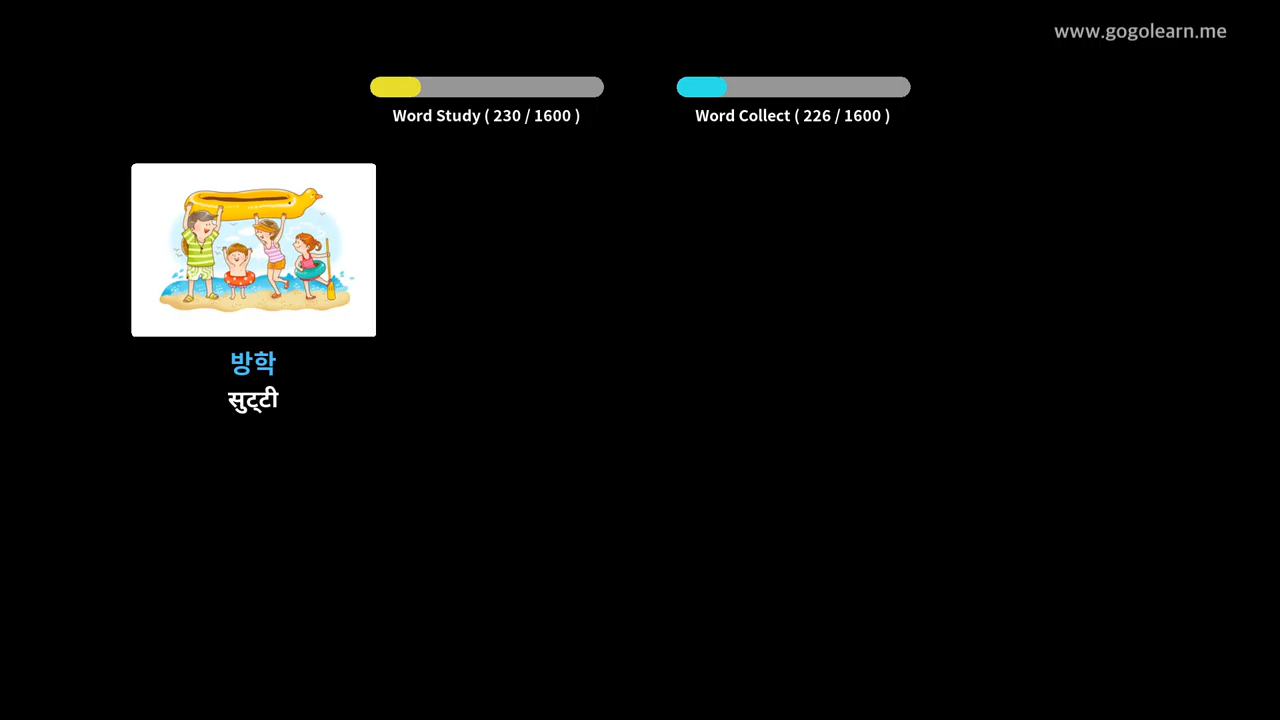 www.gogolearn.me
Word Study ( 230 / 1600 )
Word Collect ( 226 / 1600 )
방학
सुट्टी